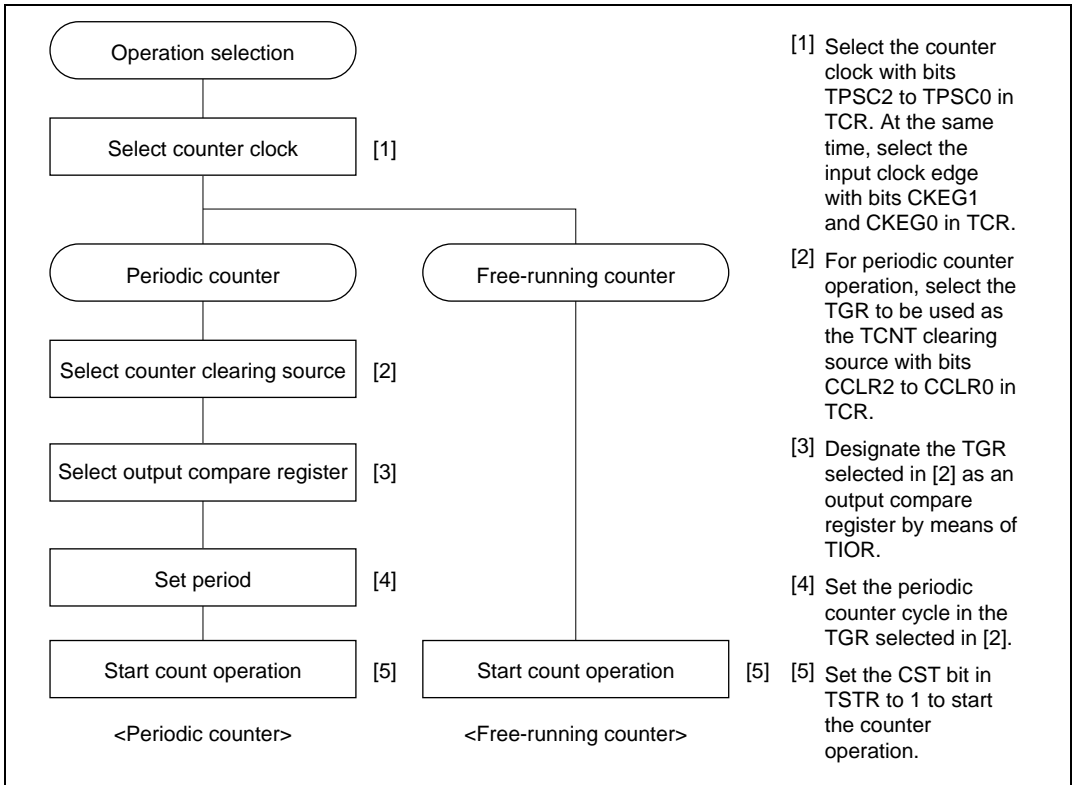 Operation selection
Select counter clock [1]
Periodic counter
Free-running counter
Select counter clearing source [2]
Select output compare register [3]
Set period [4]
Start count operation [5]
Start count operation [5]
<Periodic counter>
<Free-running counter>
[1] Select the counter
clock with bits
TPSC2 to TPSC0 in
TCR. At the same
time, select the
input clock edge
with bits CKEG1
and CKEG0 in TCR.
[2] For periodic counter
operation, select the
TGR to be used as
the TCNT clearing
source with bits
CCLR2 to CCLR0 in
TCR.
[3] Designate the TGR
selected in [2] as an
output compare
register by means of
TIOR.
[4] Set the periodic
counter cycle in the
TGR selected in [2].
[5] Set the CST bit in
TSTR to 1 to start
the counter
operation.